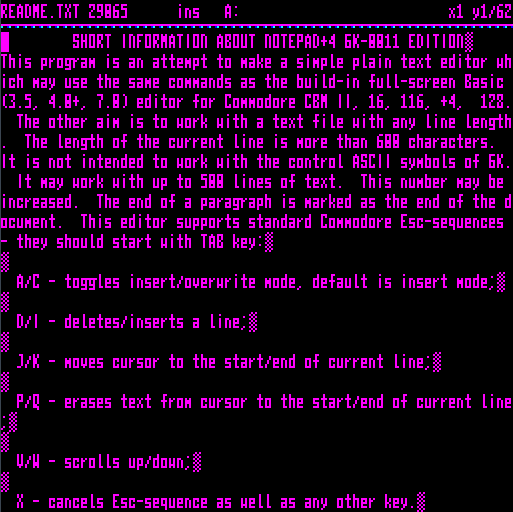 README.TXT 29065 ins A: x1 y1/62
SHORT INFORMATION ABOUT NOTEPAD+4 БК-0011 EDITION
This program is an attempt to make a simple plain text editor wh
ich may use the same commands as the build-in full-screen Basic
(3.5, 4.0+, 7.0) editor for Commodore CBM II, 16, 116, +4, 128.
The other aim is to work with a text file with any line length
. The length of the current line is more than 600 characters.
It is not intended to work with the control ASCII symbols of БК.
It may work with up to 500 lines of text. This number may be
increased. The end of a paragraph is marked as the end of the d
ocument. This editor supports standard Commodore Esc-sequences
- they should start with TAB key:
A/C - toggles insert/overwrite mode, default is insert mode;
D/I - deletes/inserts a line;
J/K - moves cursor to the start/end of current line;
P/Q - erases text from cursor to the start/end of current line
;
V/W - scrolls up/down;
X - cancels Esc-sequence as well as any other key.